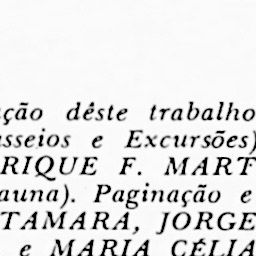 ção dêste trabalho
sseios e Excursões)
RIQUE F. MART
auna). Paginação e
TAMARA, JORGE
e MARIA CÉLIA